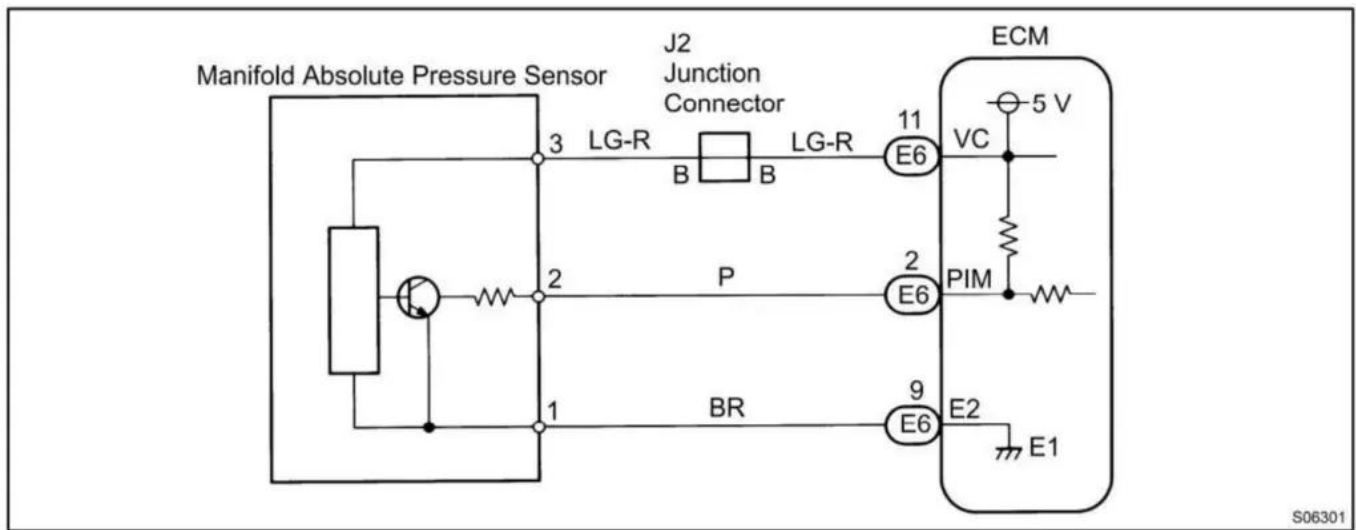 ECM
J2
Junction
Connector
Manifold Absolute Pressure Sensor
5 V
3 LG-R LG-R 11 VC
B B E6
2 P 2 PIM
E6
1 BR 9 E2
E6
E1
S06301